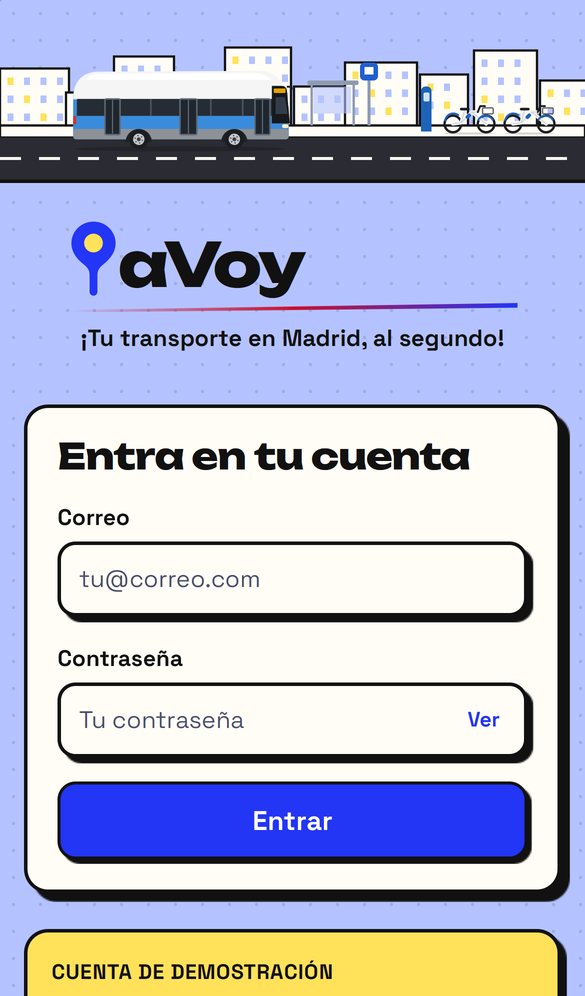 aVoy
¡Tu transporte en Madrid, al segundo!
Entra en tu cuenta
Correo
tu@correo.com
Contraseña
Tu contraseña Ver
Entrar
CUENTA DE DEMOSTRACIÓN